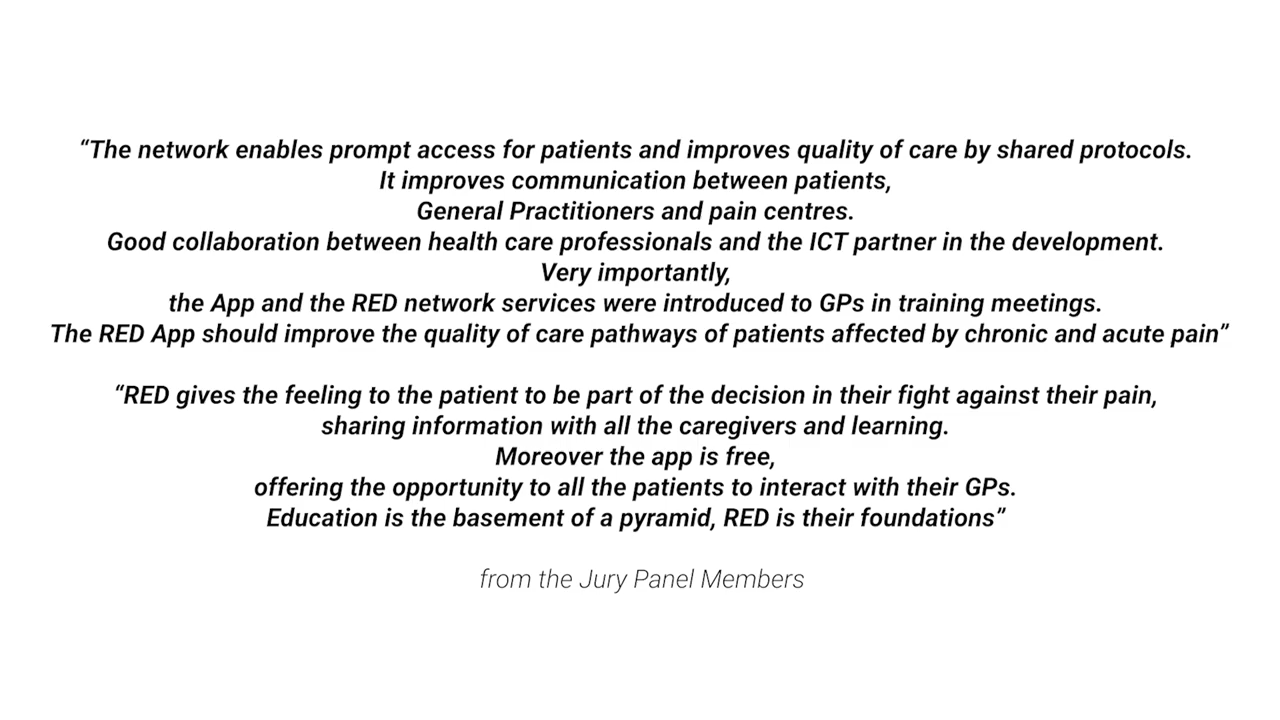 “The network enables prompt access for patients and improves quality of care by shared protocols.
It improves communication between patients,
General Practitioners and pain centres.
Good collaboration between health care professionals and the ICT partner in the development.
Very importantly,
the App and the RED network services were introduced to GPs in training meetings.
The RED App should improve the quality of care pathways of patients affected by chronic and acute pain”
“RED gives the feeling to the patient to be part of the decision in their fight against their pain,
sharing information with all the caregivers and learning.
Moreover the app is free,
offering the opportunity to all the patients to interact with their GPs.
Education is the basement of a pyramid, RED is their foundations”
from the Jury Panel Members